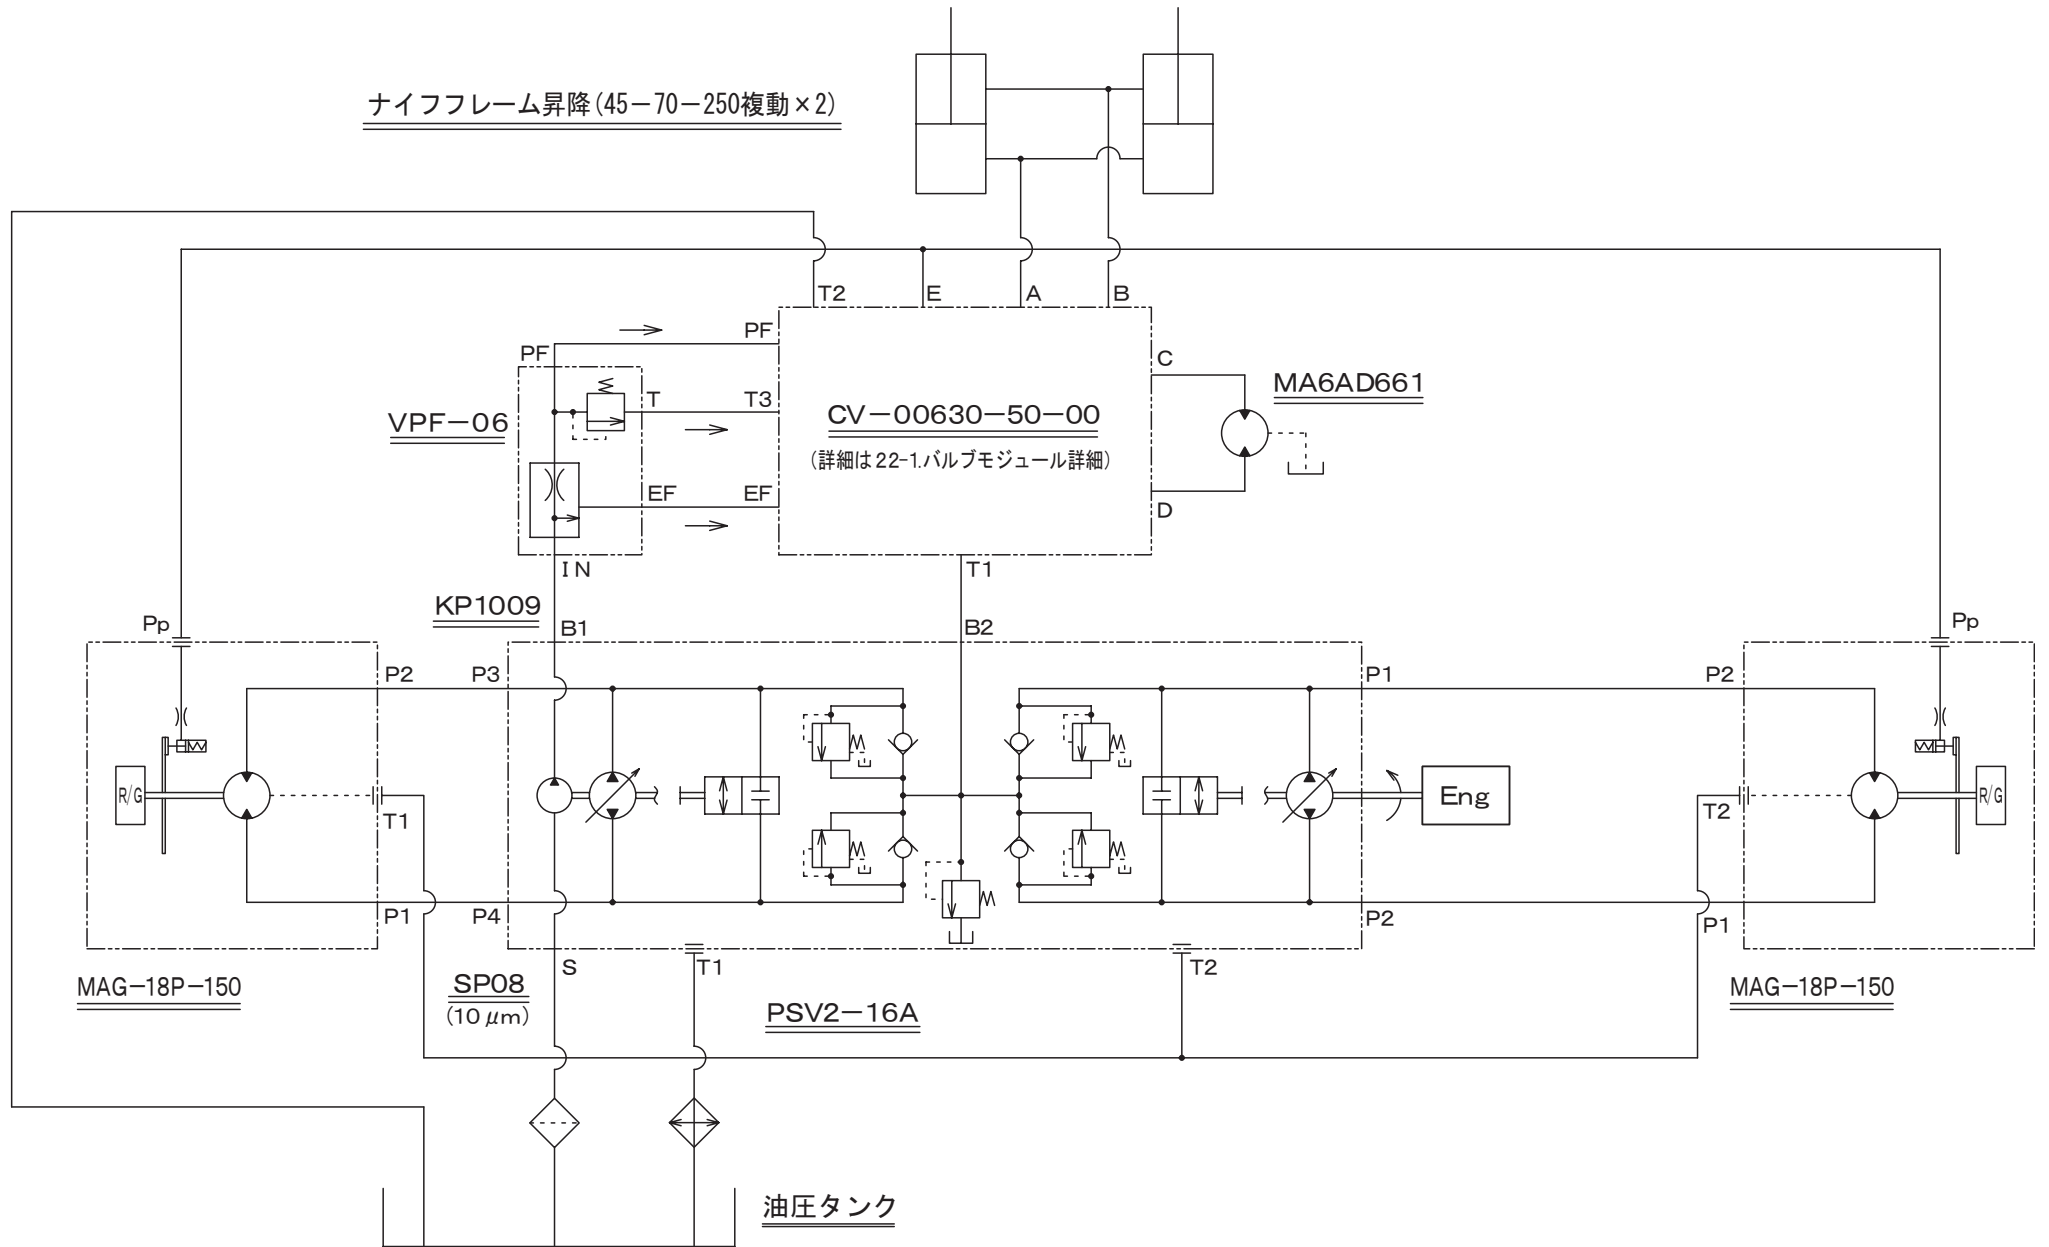 ナイフフレーム昇降(45−70−250複動×2)
T2
E
A
B
PF
PF
C
VPF−06
T
T3
CV−00630−50−00
(詳細は22-1.バルブモジュール詳細)
MA6AD661
EF
EF
D
IN
T1
KP1009
B1
B2
Pp
Pp
P2
P3
P1
P2
R/G
T1
Eng
T2
R/G
P1
P4
P2
P1
S
T1
T2
MAG−18P−150
SP08
(10μm)
PSV2−16A
MAG−18P−150
油圧タンク